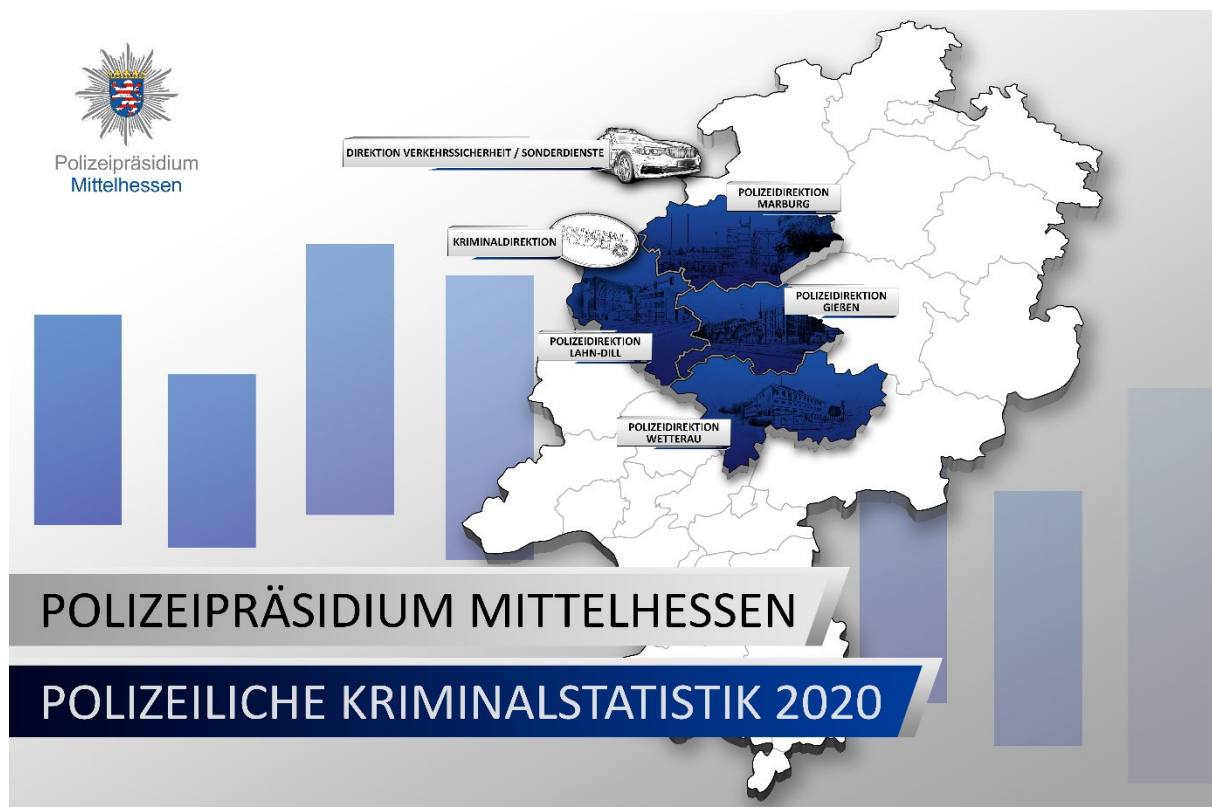 Polizeipräsidium
Mittelhessen
DIREKTION VERKEHRSSICHERHEIT / SONDERDIENSTE
POLIZEIDIREKTION
MARBURG
KRIMINALDIREKTION
POLIZEIDIREKTION
GIEßEN
POLIZEIDIREKTION
LAHN-DILL
POLIZEIDIREKTION
WETTERAU
POLIZEIPRÄSIDIUM MITTELHESSEN
POLIZEILICHE KRIMINALSTATISTIK 2020